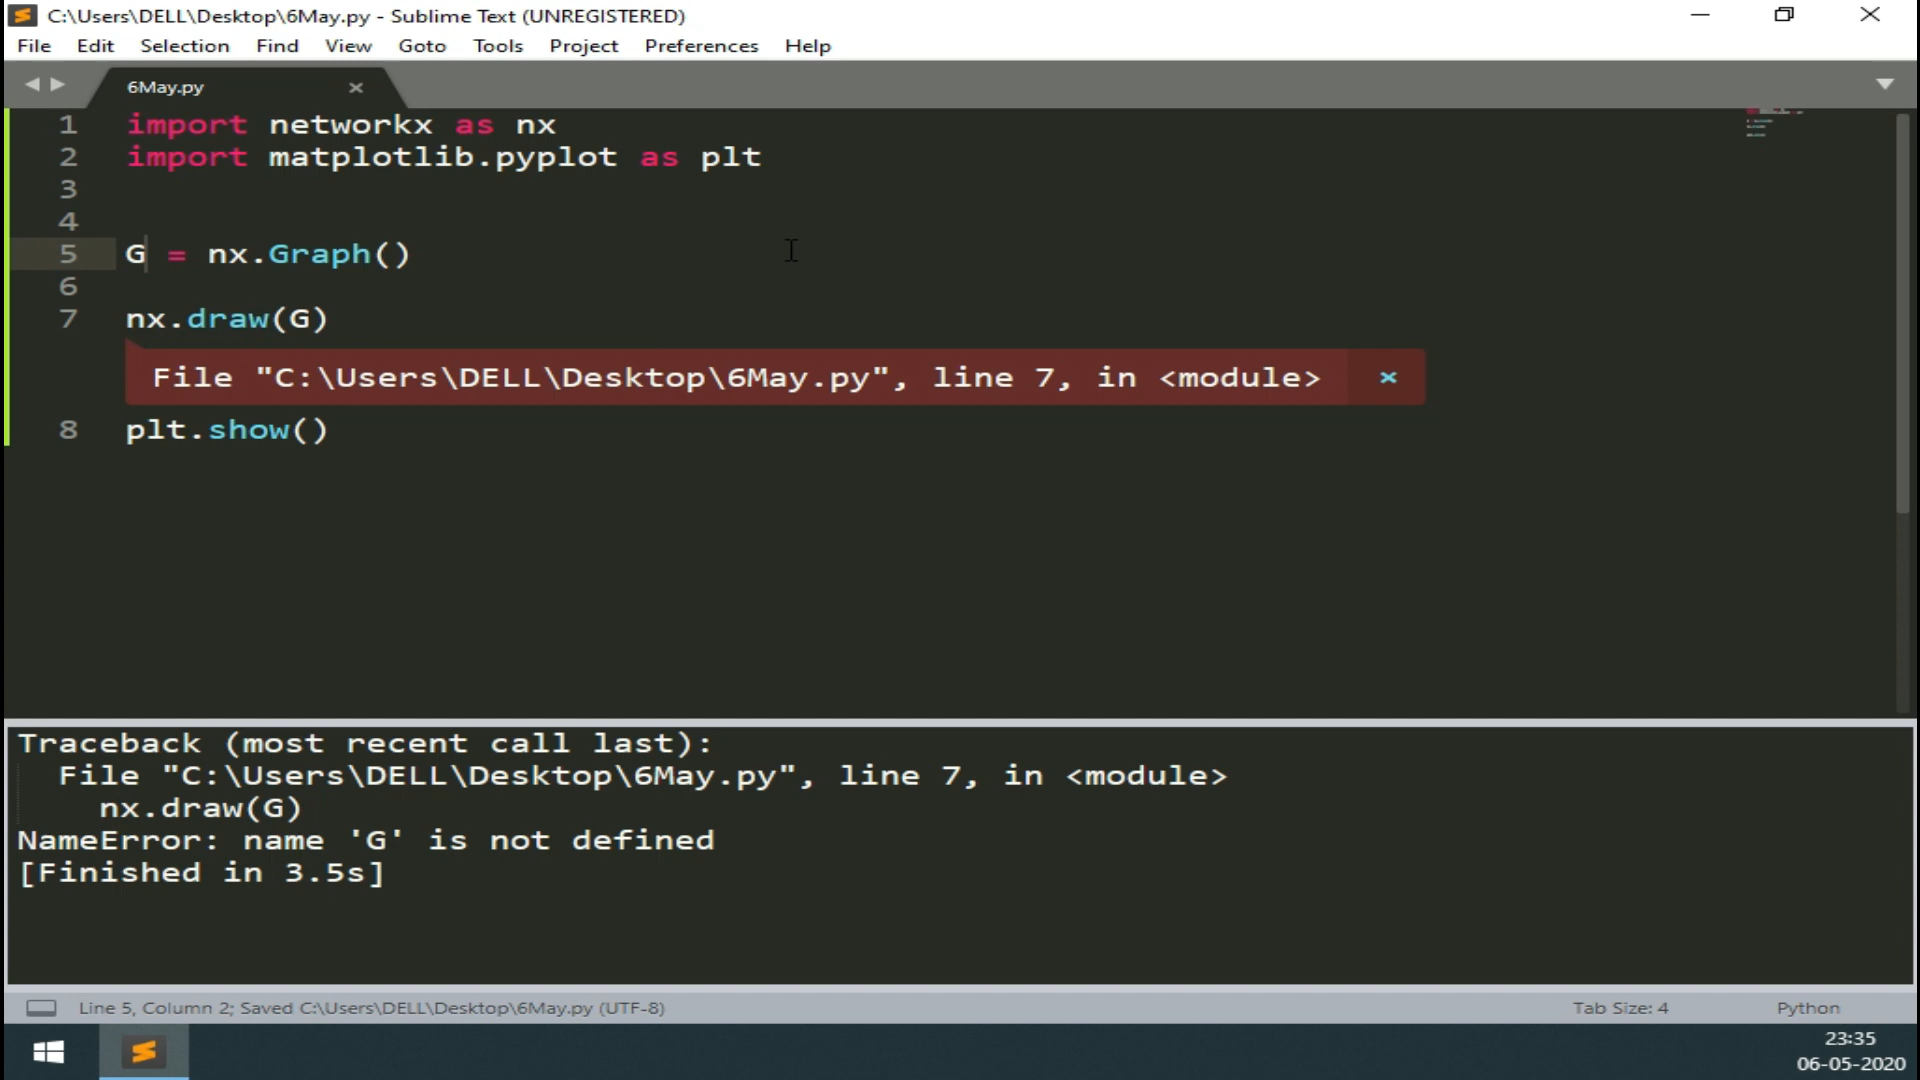 C:\Users\DELL\Desktop\6May.py - Sublime Text (UNREGISTERED)
File Edit Selection Find View Goto Tools Project Preferences Help
6May.py
1 import networkx as nx
2 import matplotlib.pyplot as plt
3
4
5 G = nx.Graph()
6
7 nx.draw(G)
File "C:\Users\DELL\Desktop\6May.py", line 7, in <module> ×
8 plt.show()
Traceback (most recent call last):
File "C:\Users\DELL\Desktop\6May.py", line 7, in <module>
nx.draw(G)
NameError: name 'G' is not defined
[Finished in 3.5s]
Line 5, Column 2; Saved C:\Users\DELL\Desktop\6May.py (UTF-8) Tab Size: 4 Python
23:35
06-05-2020